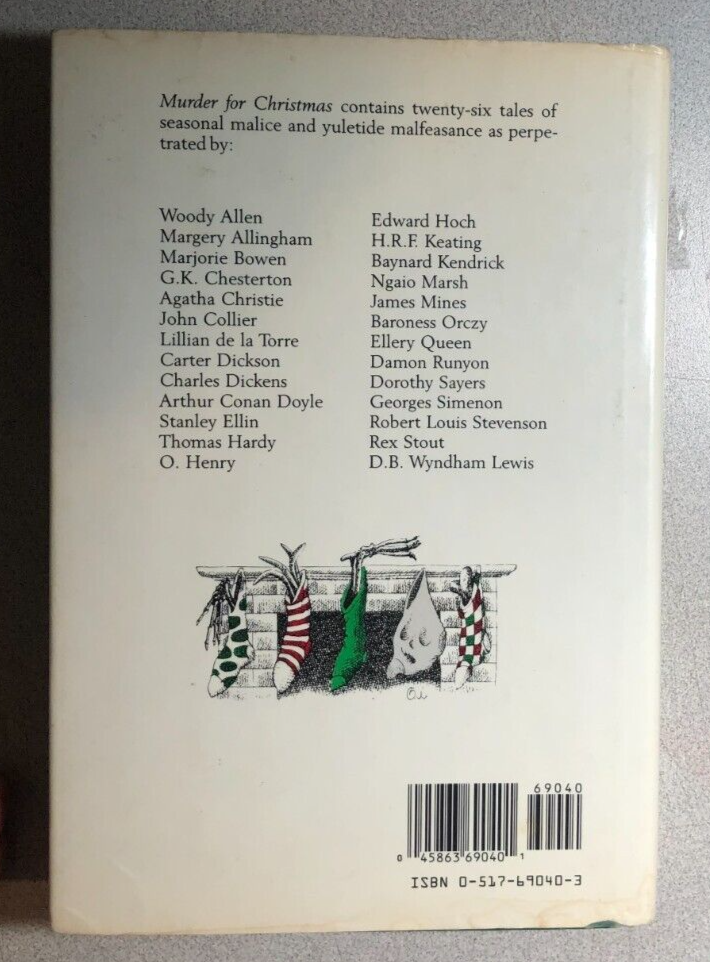 Murder for Christmas contains twenty-six tales of
seasonal malice and yuletide malfeasance as perpe-
trated by:
Woody Allen
Margery Allingham
Marjorie Bowen
G.K. Chesterton
Agatha Christie
John Collier
Lillian de la Torre
Carter Dickson
Charles Dickens
Arthur Conan Doyle
Stanley Ellin
Thomas Hardy
O. Henry
Edward Hoch
H.R.F. Keating
Baynard Kendrick
Ngaio Marsh
James Mines
Baroness Orczy
Ellery Queen
Damon Runyon
Dorothy Sayers
Georges Simenon
Robert Louis Stevenson
Rex Stout
D.B. Wyndham Lewis
69040
0 45863 69040 1
ISBN 0-517-69040-3